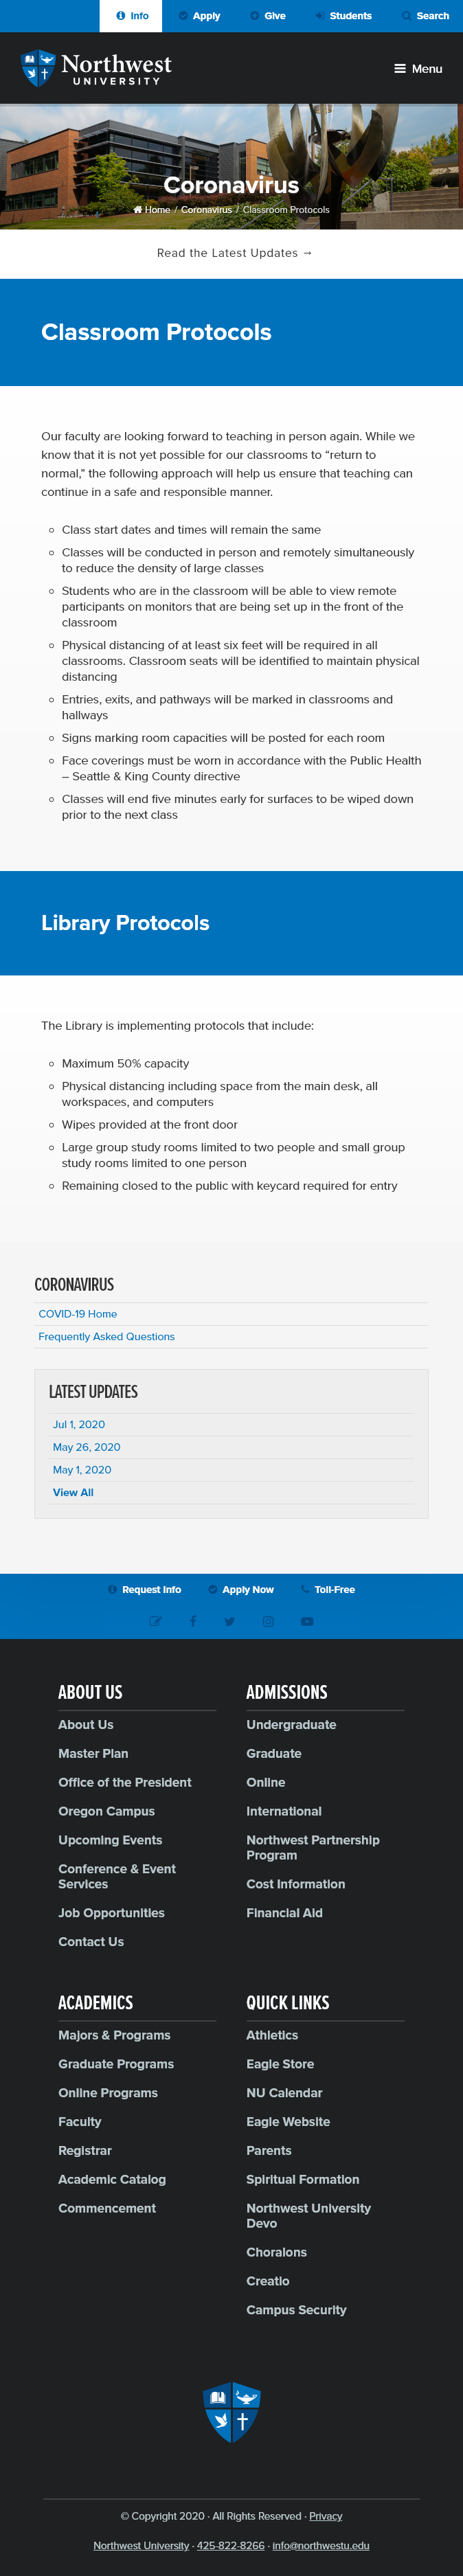 Info Apply Give Students Search
Northwest
UNIVERSITY
Menu
Coronavirus
Home / Coronavirus / Classroom Protocols
Read the Latest Updates →
Classroom Protocols
Our faculty are looking forward to teaching in person again. While we
know that it is not yet possible for our classrooms to “return to
normal,” the following approach will help us ensure that teaching can
continue in a safe and responsible manner.
Class start dates and times will remain the same
Classes will be conducted in person and remotely simultaneously
to reduce the density of large classes
Students who are in the classroom will be able to view remote
participants on monitors that are being set up in the front of the
classroom
Physical distancing of at least six feet will be required in all
classrooms. Classroom seats will be identified to maintain physical
distancing
Entries, exits, and pathways will be marked in classrooms and
hallways
Signs marking room capacities will be posted for each room
Face coverings must be worn in accordance with the Public Health
– Seattle & King County directive
Classes will end five minutes early for surfaces to be wiped down
prior to the next class
Library Protocols
The Library is implementing protocols that include:
Maximum 50% capacity
Physical distancing including space from the main desk, all
workspaces, and computers
Wipes provided at the front door
Large group study rooms limited to two people and small group
study rooms limited to one person
Remaining closed to the public with keycard required for entry
CORONAVIRUS
COVID-19 Home
Frequently Asked Questions
LATEST UPDATES
Jul 1, 2020
May 26, 2020
May 1, 2020
View All
Request Info Apply Now Toll-Free
ABOUT US
About Us
Master Plan
Office of the President
Oregon Campus
Upcoming Events
Conference & Event
Services
Job Opportunities
Contact Us
ADMISSIONS
Undergraduate
Graduate
Online
International
Northwest Partnership
Program
Cost Information
Financial Aid
ACADEMICS
Majors & Programs
Graduate Programs
Online Programs
Faculty
Registrar
Academic Catalog
Commencement
QUICK LINKS
Athletics
Eagle Store
NU Calendar
Eagle Website
Parents
Spiritual Formation
Northwest University
Devo
Choralons
Creatio
Campus Security
© Copyright 2020 · All Rights Reserved · Privacy
Northwest University · 425-822-8266 · info@northwestu.edu